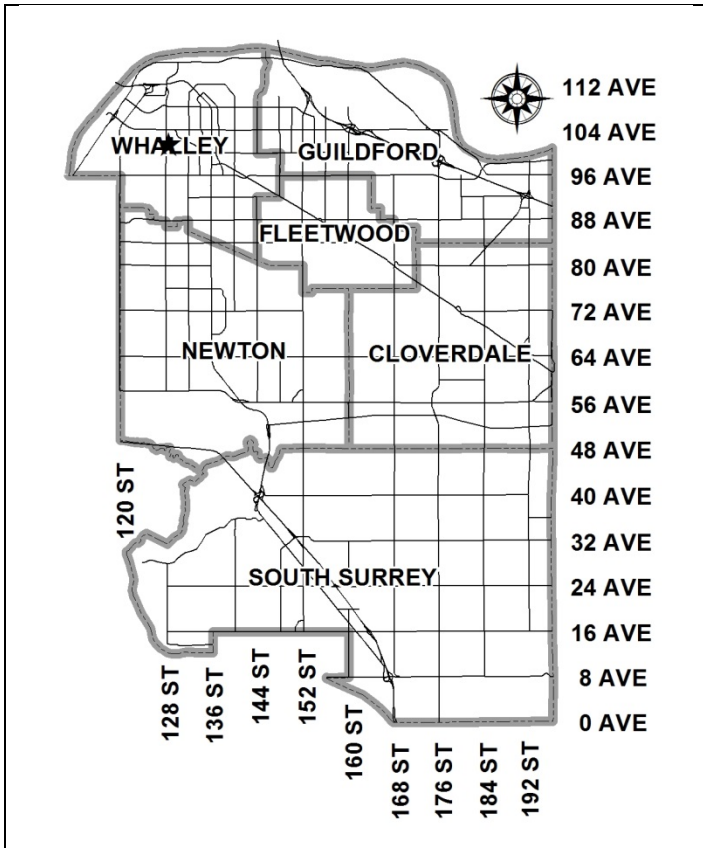 112 AVE
104 AVE
WHALLEY
GUILDFORD
96 AVE
88 AVE
FLEETWOOD
80 AVE
72 AVE
NEWTON
CLOVERDALE
64 AVE
56 AVE
48 AVE
120 ST
40 AVE
32 AVE
SOUTH SURREY
24 AVE
16 AVE
128 ST
136 ST
144 ST
152 ST
160 ST
8 AVE
0 AVE
168 ST
176 ST
184 ST
192 ST